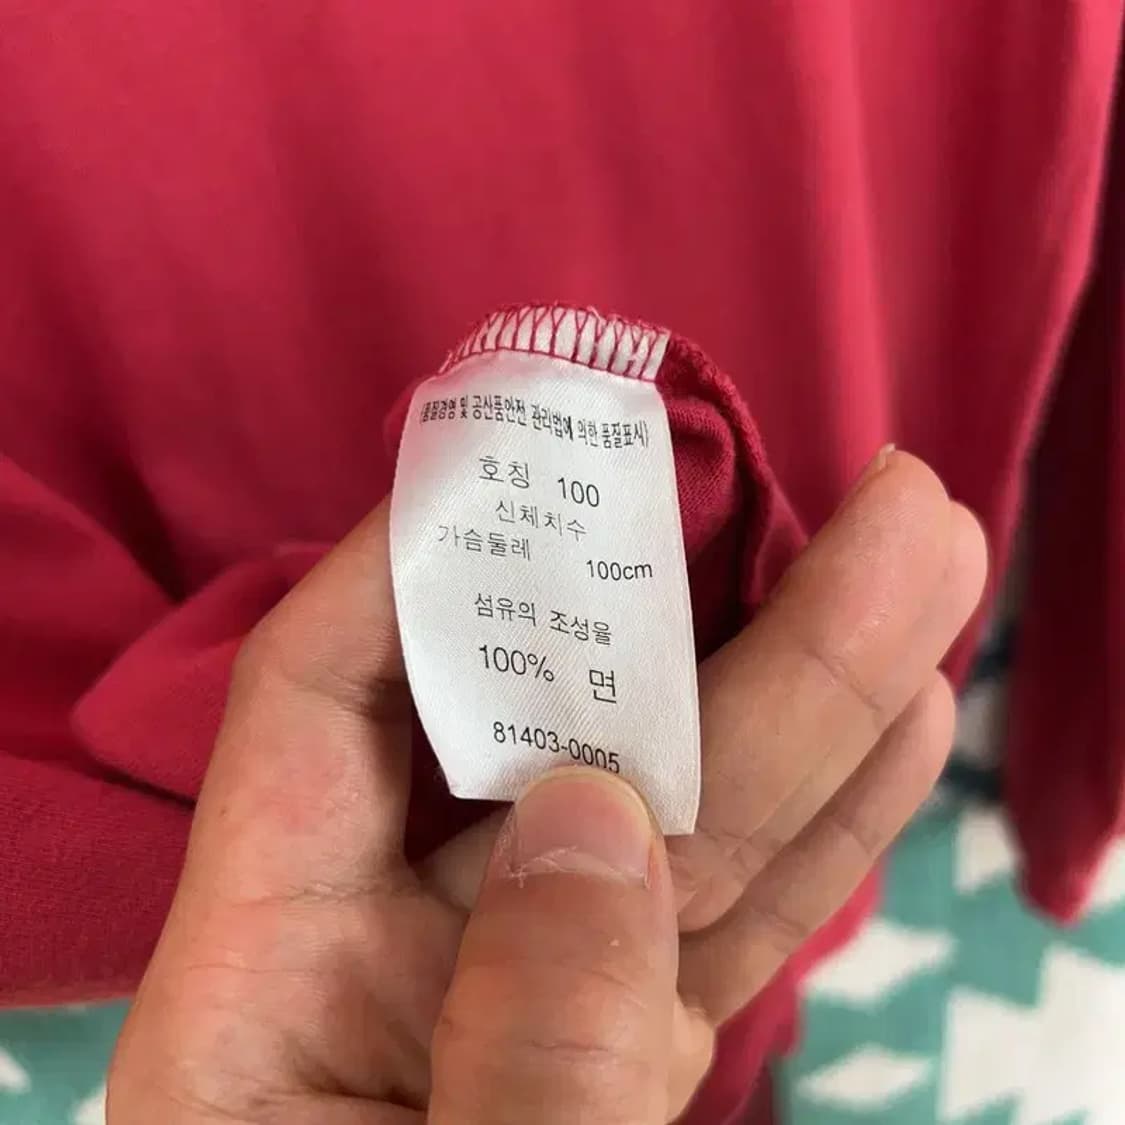 (품질경영 및 공산품안전 관리법에 의한 품질표시)
호칭 100
신체치수
가슴둘레 100cm
섬유의 조성율
100% 면
81403-0005